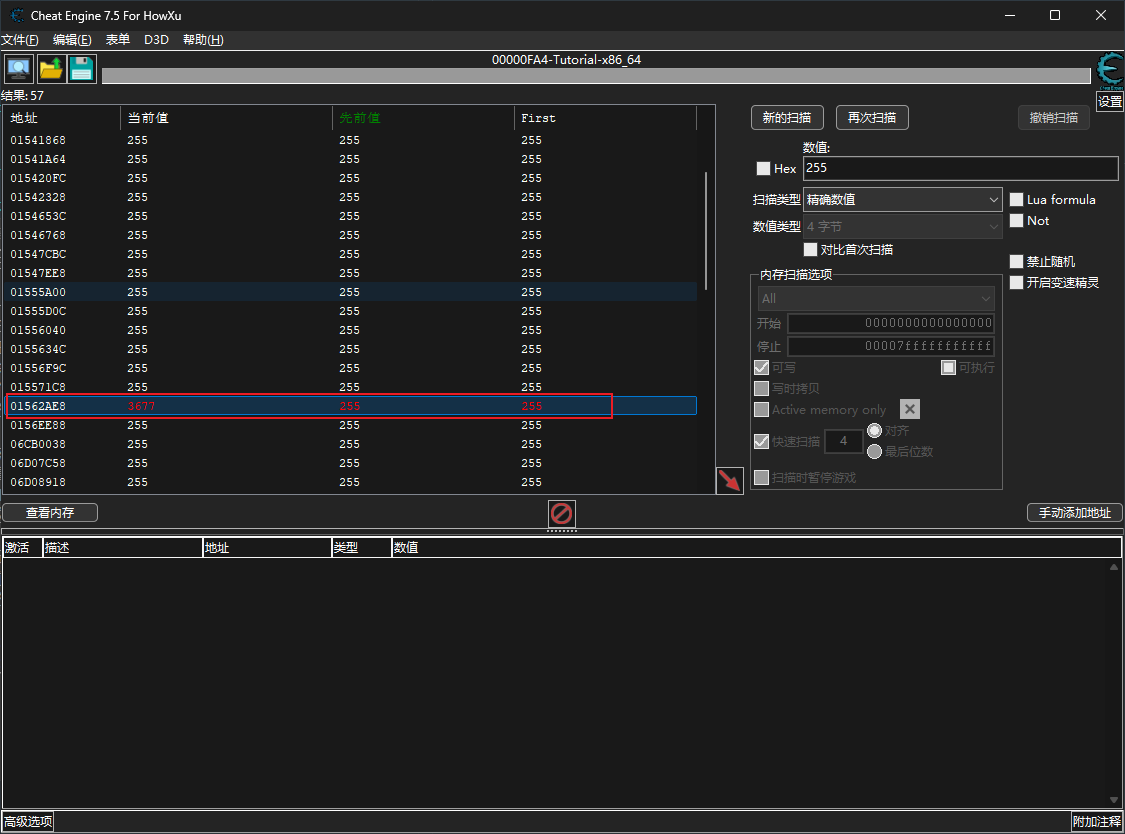 Cheat Engine 7.5 For HowXu
文件(F) 编辑(E) 表单 D3D 帮助(H)
00000FA4-Tutorial-x86_64
结果: 57
设置
地址 当前值 先前值 First
01541868 255 255 255
01541A64 255 255 255
015420FC 255 255 255
01542328 255 255 255
0154653C 255 255 255
01546768 255 255 255
01547CBC 255 255 255
01547EE8 255 255 255
01555A00 255 255 255
01555D0C 255 255 255
01556040 255 255 255
0155634C 255 255 255
01556F9C 255 255 255
015571C8 255 255 255
01562AE8 3677 255 255
0156EE88 255 255 255
06CB0038 255 255 255
06D07C58 255 255 255
06D08918 255 255 255
新的扫描 再次扫描 撤销扫描
数值:
Hex 255
扫描类型 精确数值 Lua formula
Not
数值类型 4 字节
对比首次扫描
禁止随机
开启变速精灵
内存扫描选项
All
开始 0000000000000000
停止 00007fffffffffff
可写 可执行
写时拷贝
Active memory only
快速扫描 4 对齐
最后位数
扫描时暂停游戏
查看内存 手动添加地址
激活 描述 地址 类型 数值
高级选项 附加注释